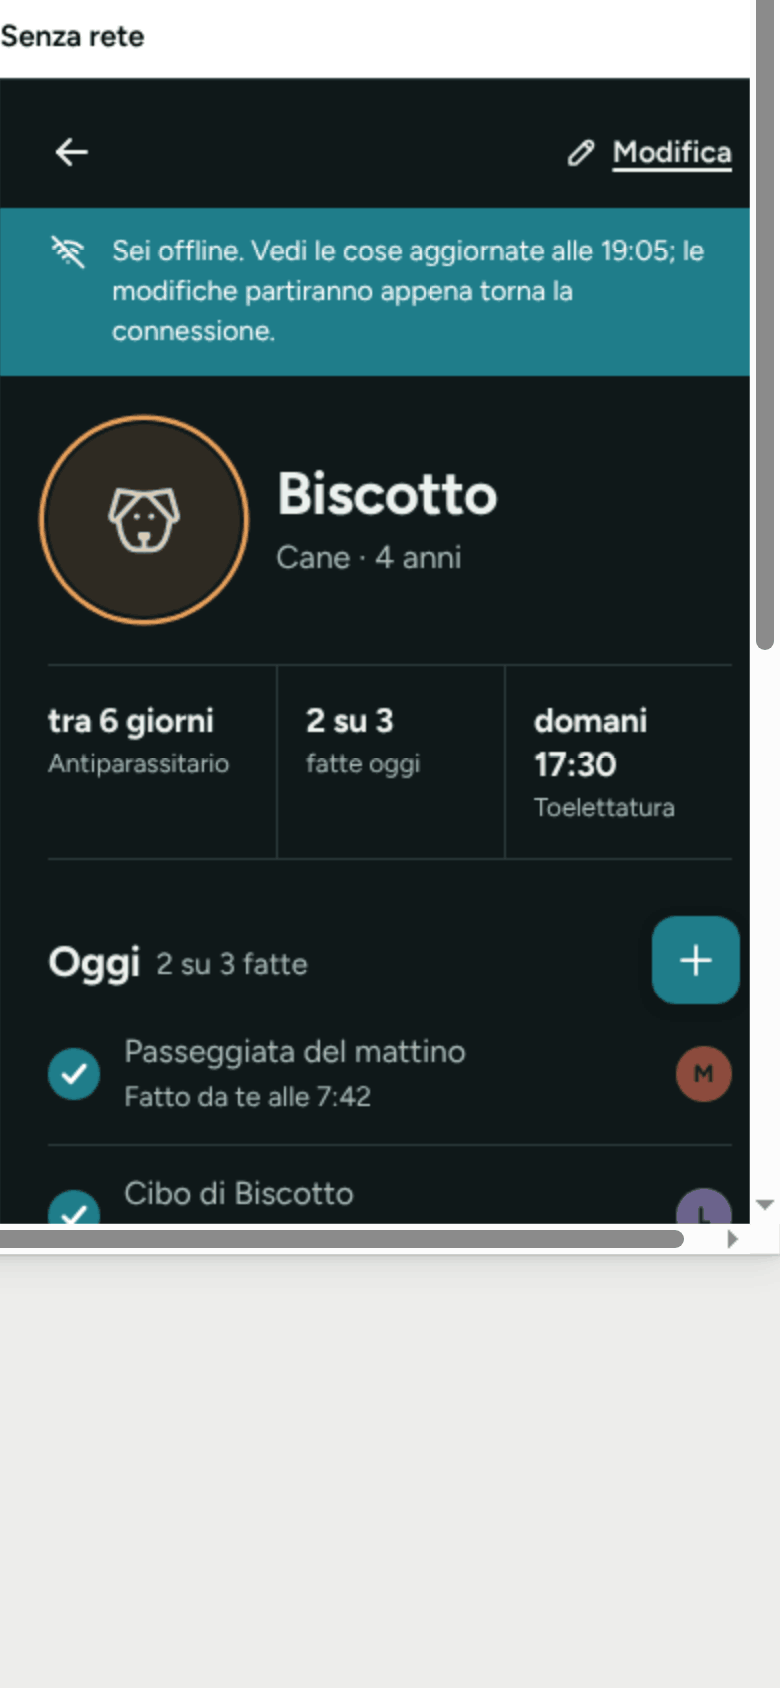 Senza rete
Modifica
Sei offline. Vedi le cose aggiornate alle 19:05; le
modifiche partiranno appena torna la
connessione.
Biscotto
Cane · 4 anni
tra 6 giorni
Antiparassitario
2 su 3
fatte oggi
domani
17:30
Toelettatura
Oggi 2 su 3 fatte
Passeggiata del mattino
Fatto da te alle 7:42
M
Cibo di Biscotto
L